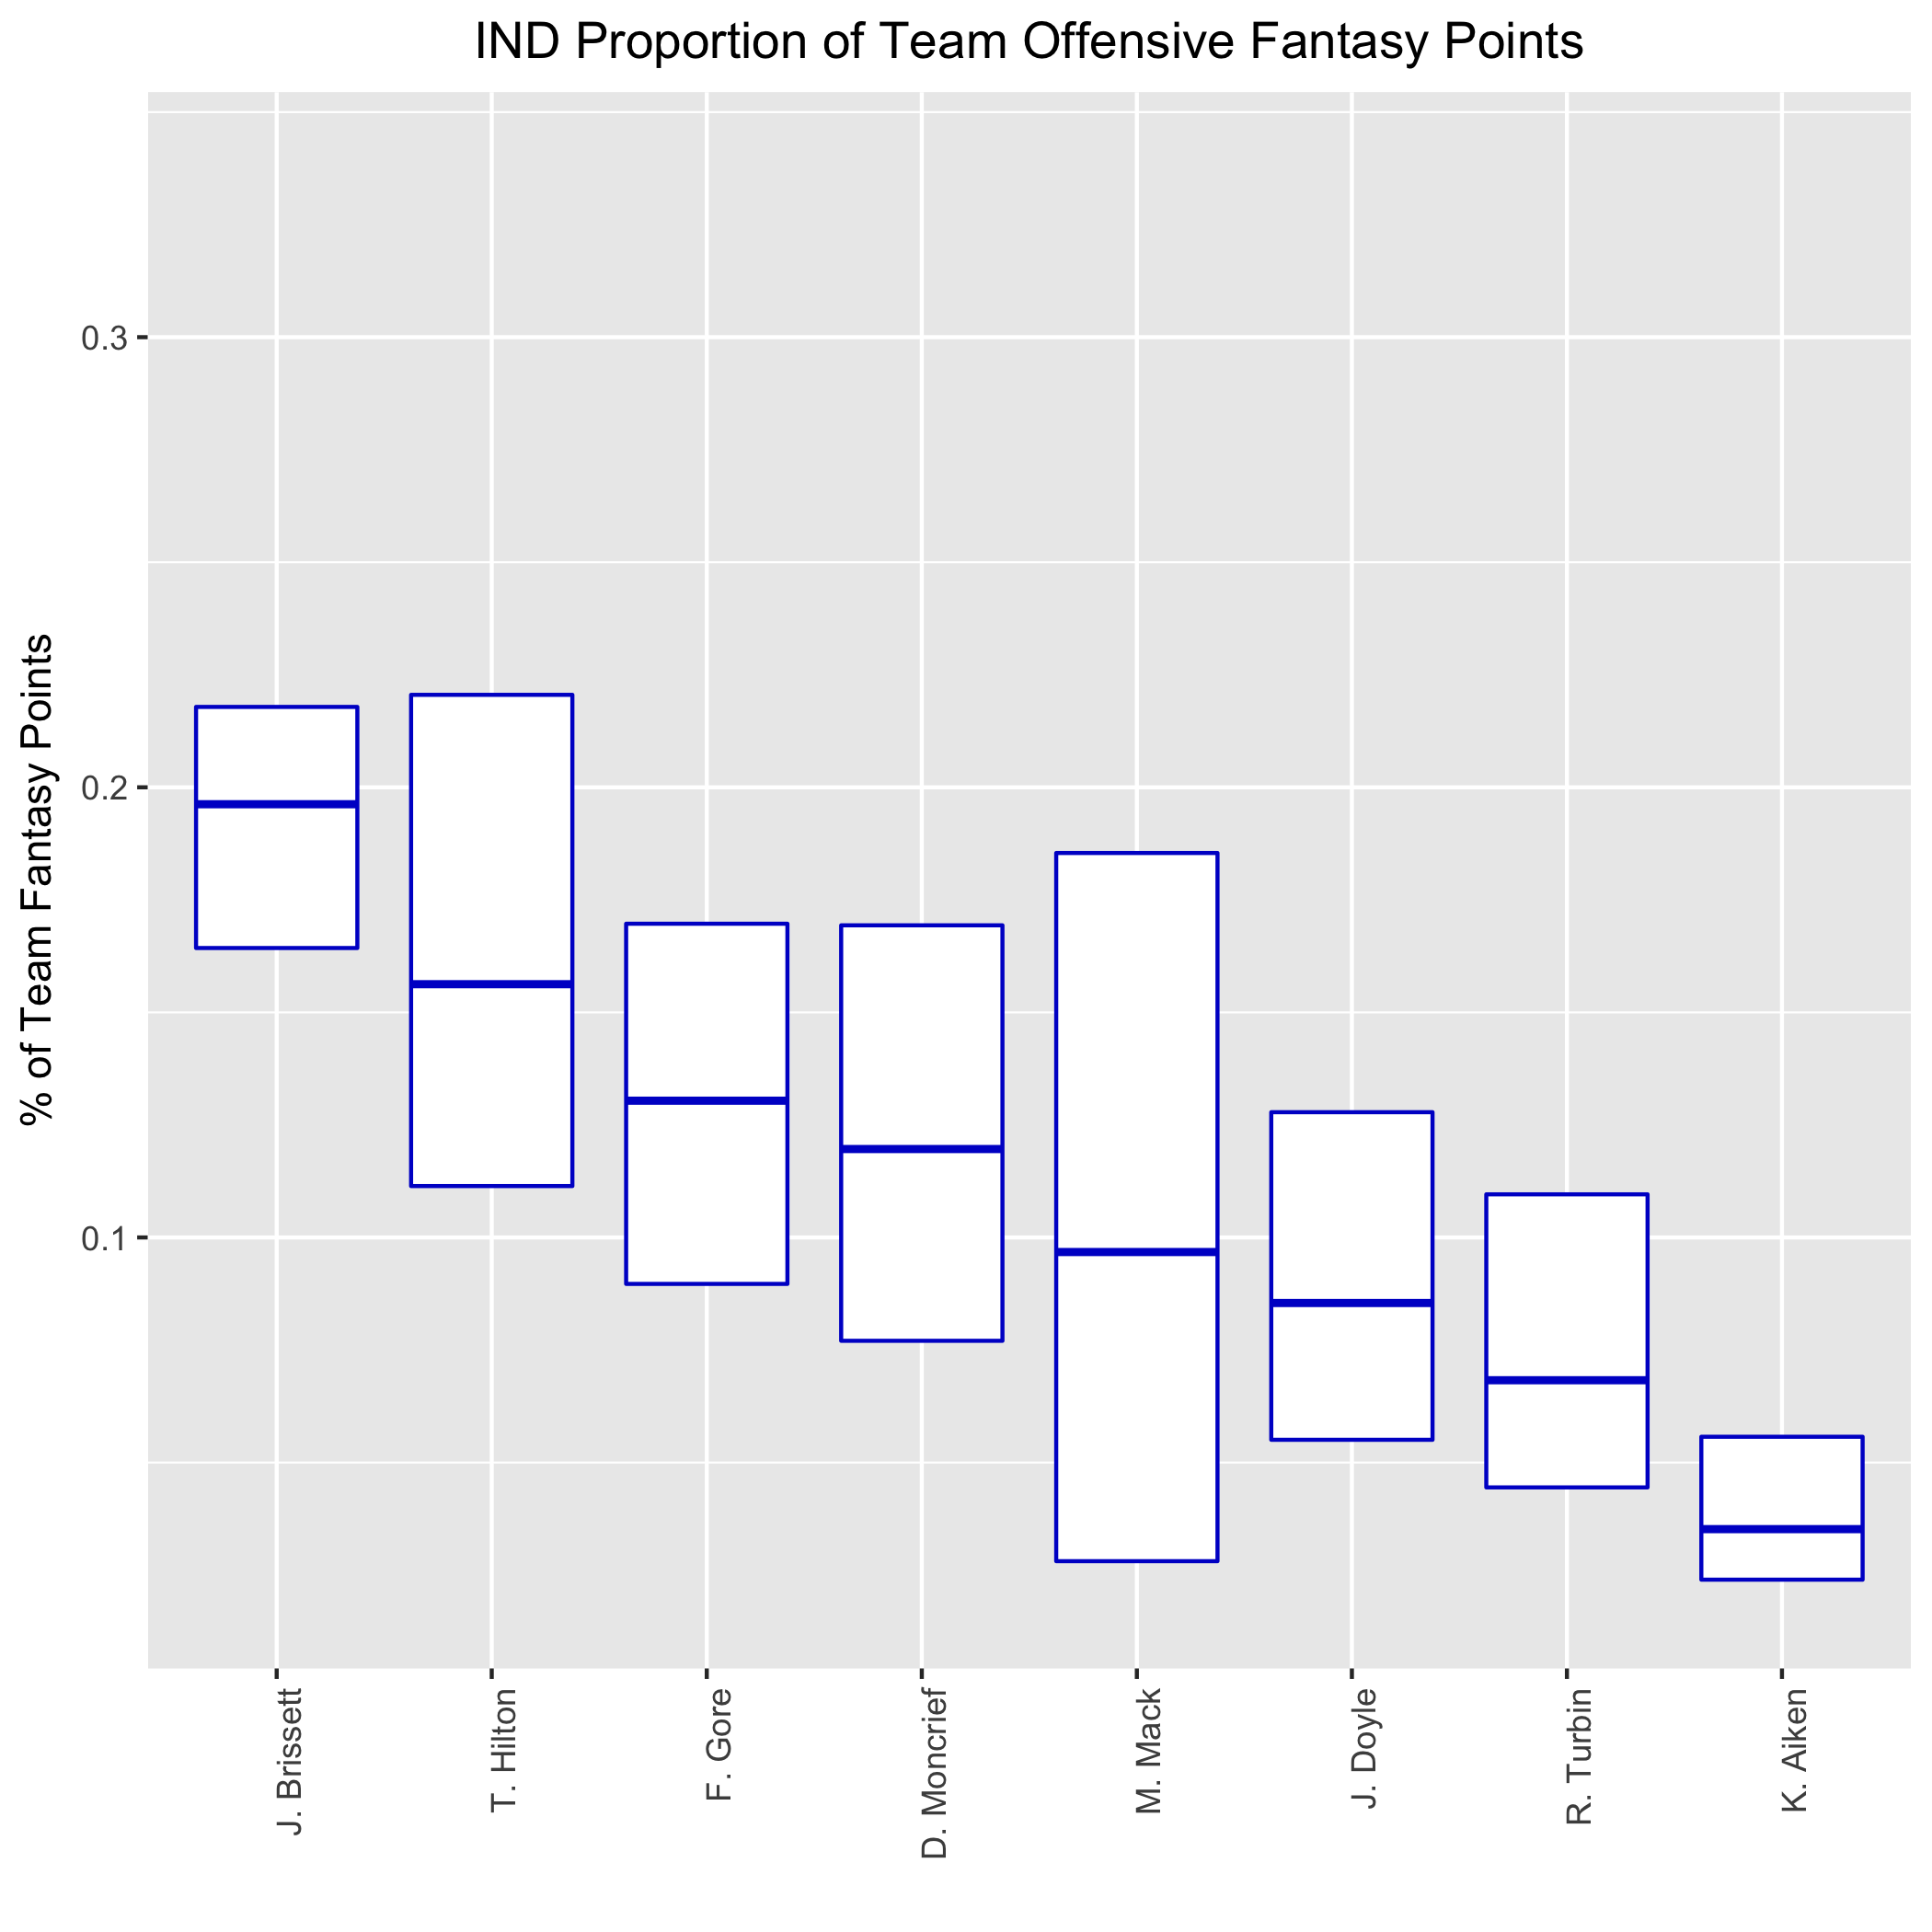 IND Proportion of Team Offensive Fantasy Points
% of Team Fantasy Points
0.3
0.2
0.1
J. Brissett
T. Hilton
F. Gore
D. Moncrief
M. Mack
J. Doyle
R. Turbin
K. Aiken